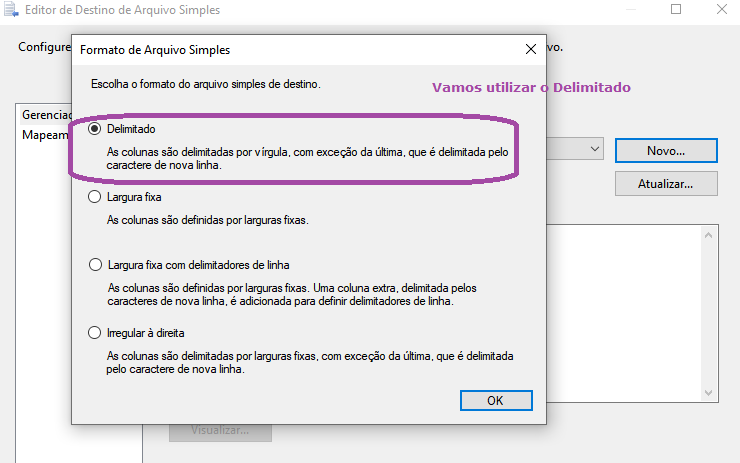 Editor de Destino de Arquivo Simples
Configure
vo.
Formato de Arquivo Simples
Escolha o formato do arquivo simples de destino.
Vamos utilizar o Delimitado
Gerenciad
Mapeam
Delimitado
As colunas são delimitadas por vírgula, com exceção da última, que é delimitada pelo
caractere de nova linha.
Novo...
Atualizar...
Largura fixa
As colunas são definidas por larguras fixas.
Largura fixa com delimitadores de linha
As colunas são definidas por larguras fixas. Uma coluna extra, delimitada pelos
caracteres de nova linha, é adicionada para definir delimitadores de linha.
Irregular à direita
As colunas são delimitadas por larguras fixas, com exceção da última, que é delimitada
pelo caractere de nova linha.
OK
Visualizar...